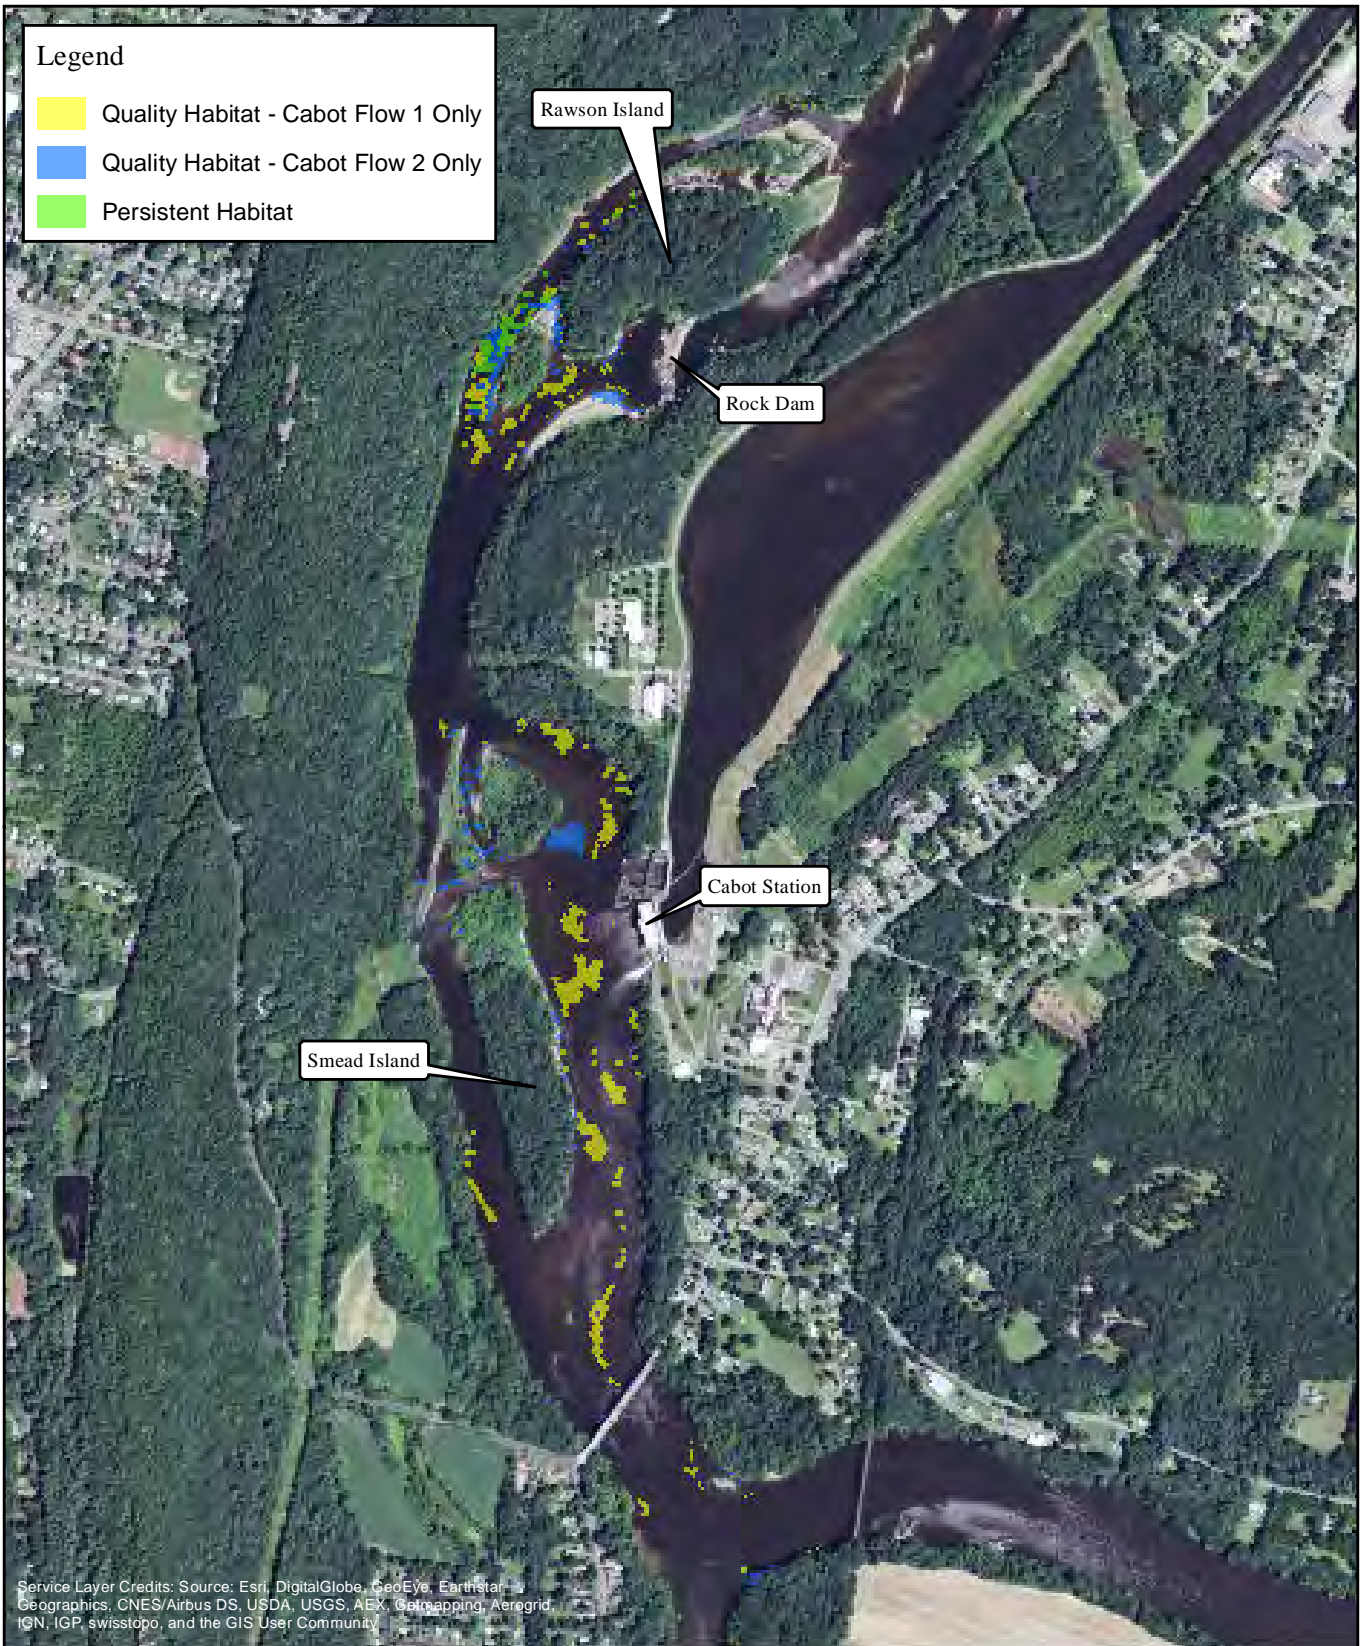 Legend
Quality Habitat - Cabot Flow 1 Only
Quality Habitat - Cabot Flow 2 Only
Persistent Habitat
Rawson Island
Rock Dam
Cabot Station
Smead Island
Service Layer Credits: Source: Esri, DigitalGlobe, GeoEye, Earthstar
Geographics, CNES/Airbus DS, USDA, USGS, AEX, Getmapping, Aerogrid,
IGN, IGP, swisstopo, and the GIS User Community